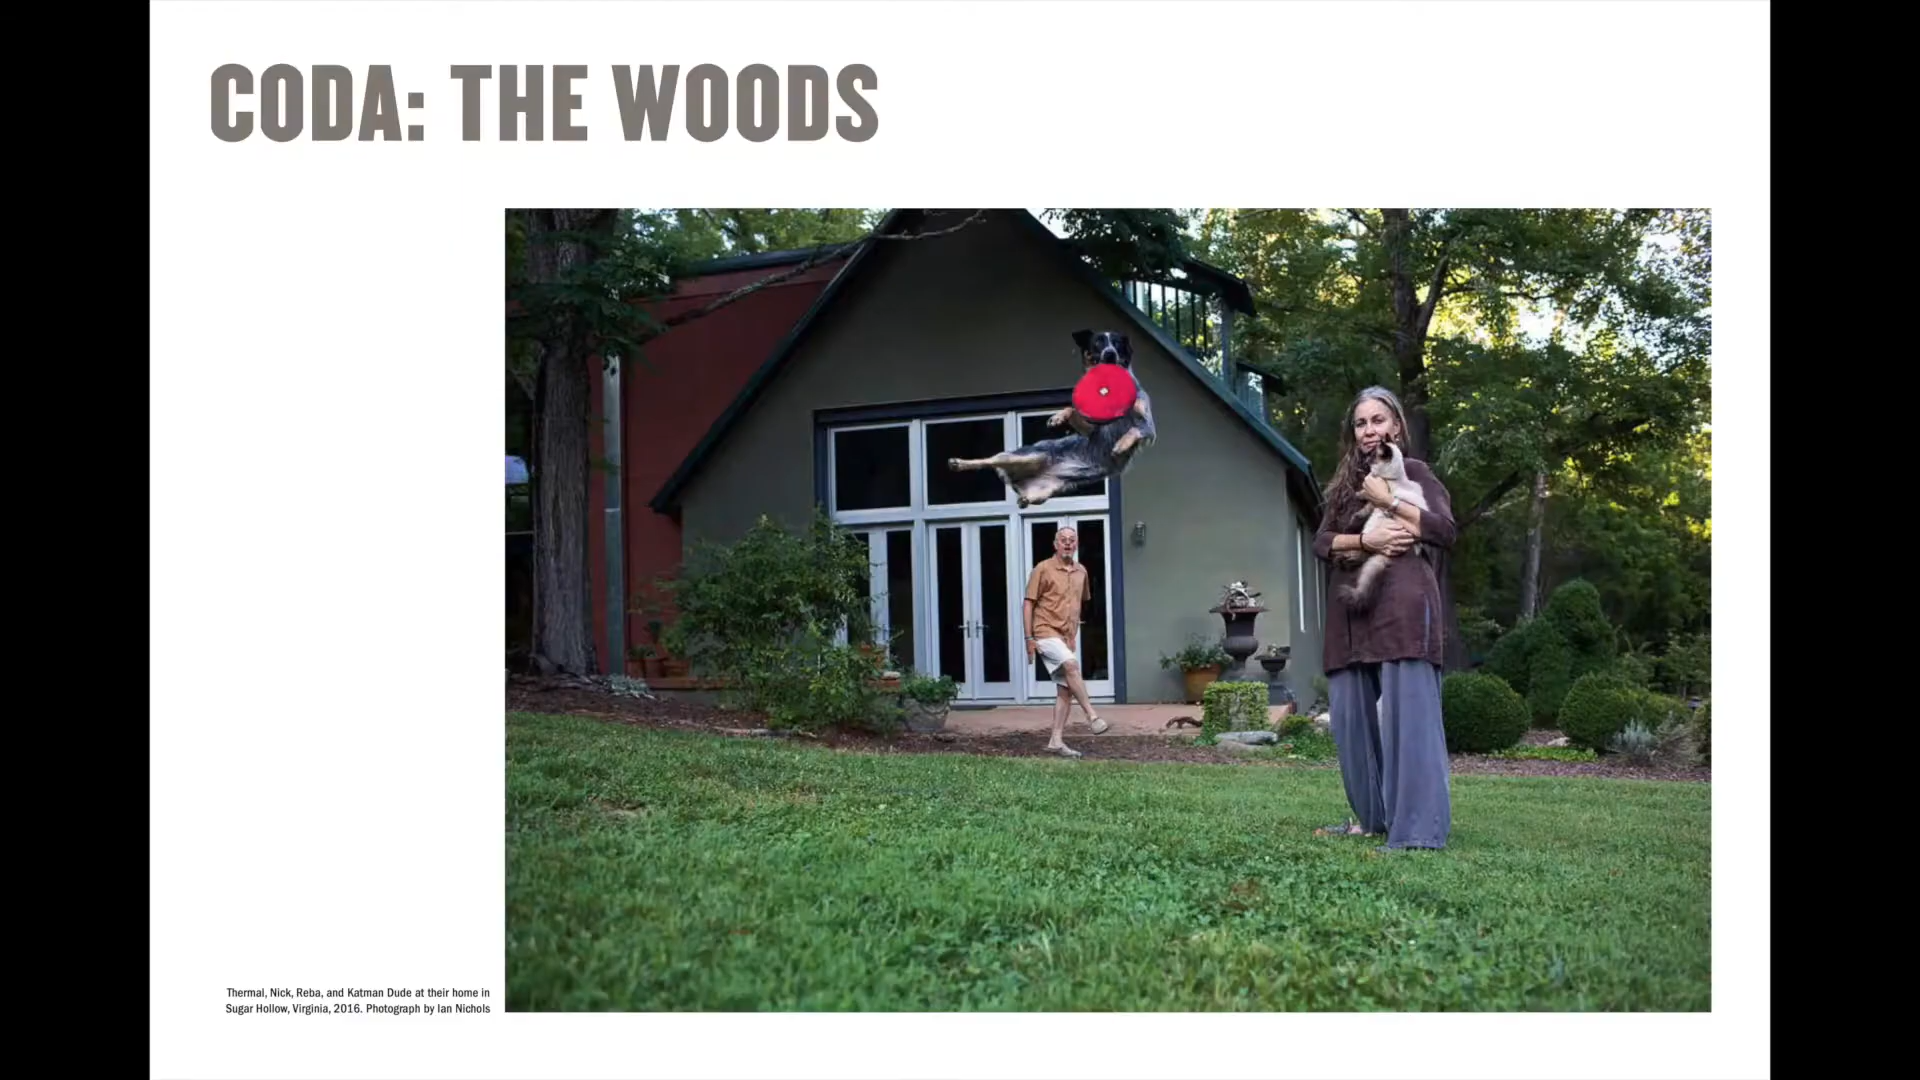 CODA: THE WOODS
Thermal, Nick, Reba, and Katman Dude at their home in
Sugar Hollow, Virginia, 2016. Photograph by Ian Nichols